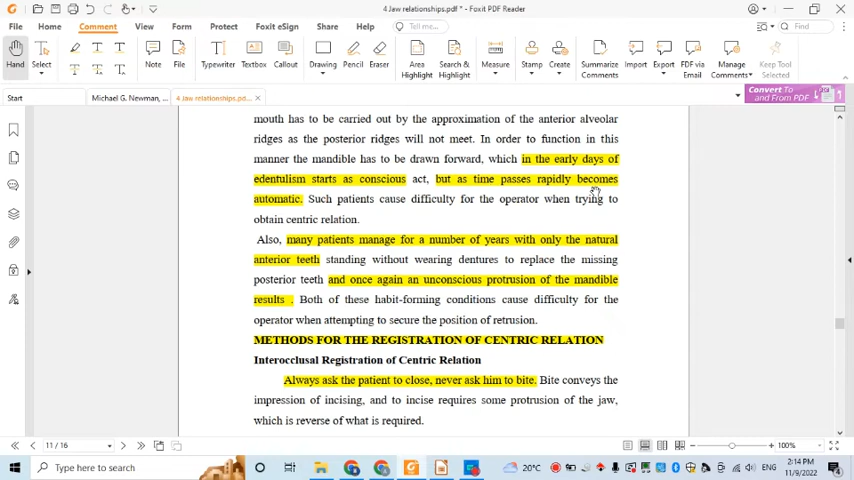 4 Jaw relationships.pdf * - Foxit PDF Reader
File Home Comment View Form Protect Foxit eSign Share Help Tell me... Find
Hand Select Note File Typewriter Textbox Callout Drawing Pencil Eraser Area Highlight Search & Highlight Measure Stamp Create Summarize Comments Import Export FDF via Email Manage Comments Keep Tool Selected
Start Michael G. Newman, ... 4 Jaw relationships.pd... Convert To and From PDF
mouth has to be carried out by the approximation of the anterior alveolar
ridges as the posterior ridges will not meet. In order to function in this
manner the mandible has to be drawn forward, which in the early days of
edentulism starts as conscious act, but as time passes rapidly becomes
automatic. Such patients cause difficulty for the operator when trying to
obtain centric relation.
Also, many patients manage for a number of years with only the natural
anterior teeth standing without wearing dentures to replace the missing
posterior teeth and once again an unconscious protrusion of the mandible
results . Both of these habit-forming conditions cause difficulty for the
operator when attempting to secure the position of retrusion.
METHODS FOR THE REGISTRATION OF CENTRIC RELATION
Interocclusal Registration of Centric Relation
Always ask the patient to close, never ask him to bite. Bite conveys the
impression of incising, and to incise requires some protrusion of the jaw,
which is reverse of what is required.
11 / 16 100%
Type here to search 20°C ENG 2:14 PM
11/9/2022